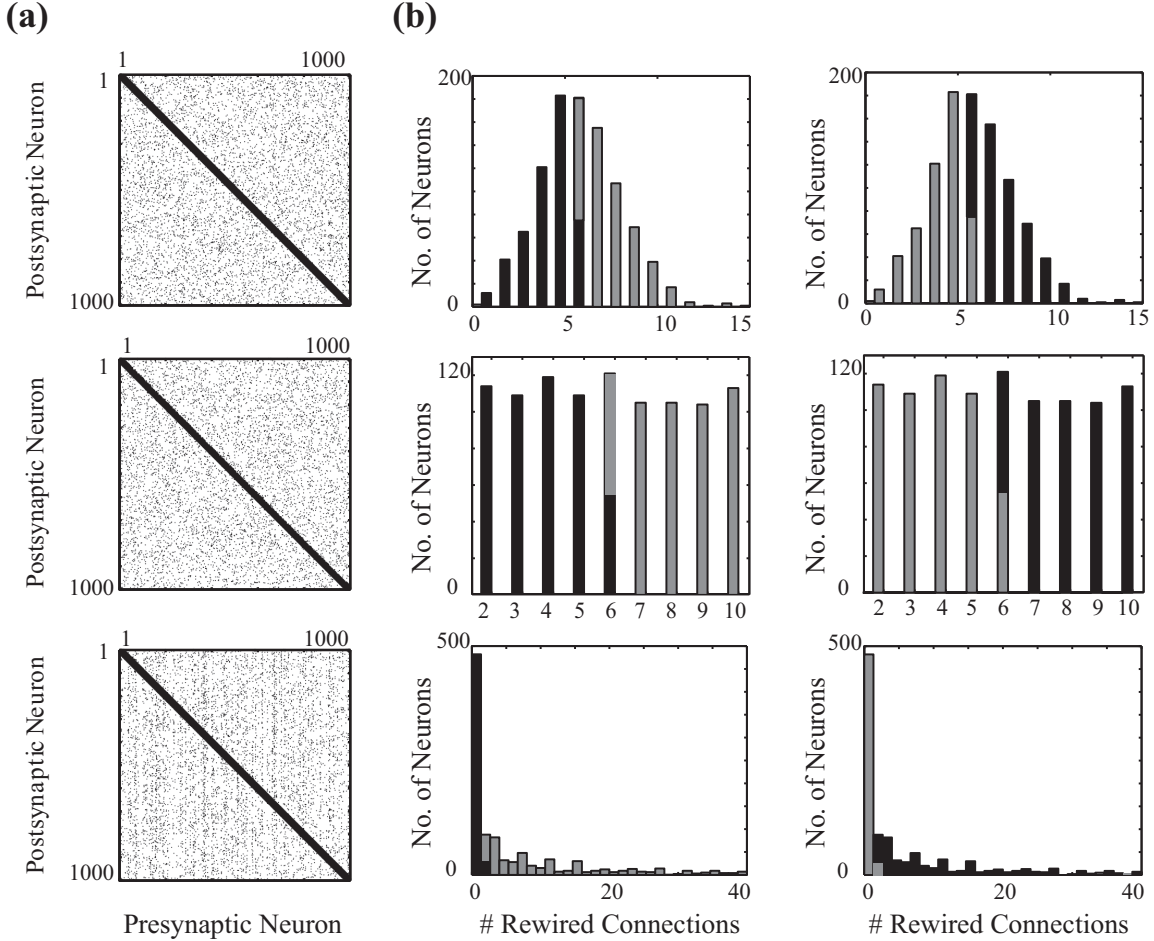 (a)
(b)
1 1000
1
1000
Postsynaptic Neuron
200
0
No. of Neurons
0 5 10 15
200
0
No. of Neurons
0 5 10 15
1 1000
1
1000
Postsynaptic Neuron
120
0
No. of Neurons
2 3 4 5 6 7 8 9 10
120
0
No. of Neurons
2 3 4 5 6 7 8 9 10
1 1000
1
1000
Postsynaptic Neuron
Presynaptic Neuron
500
0
No. of Neurons
0 20 40
# Rewired Connections
500
0
No. of Neurons
0 20 40
# Rewired Connections